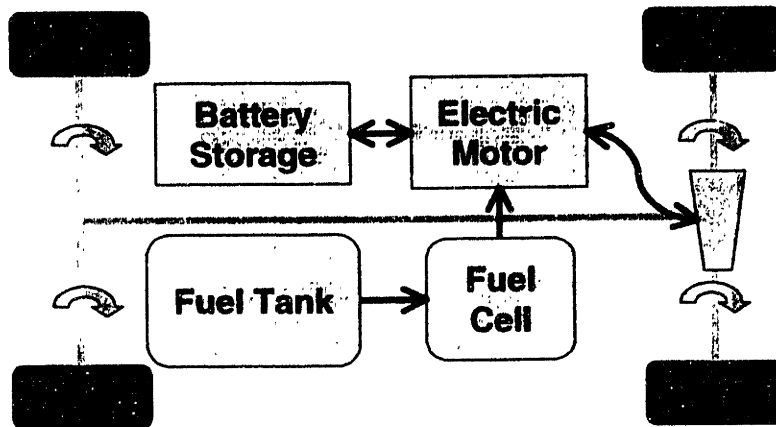 Battery
Storage
Electric
Motor
Fuel Tank
Fuel
Cell